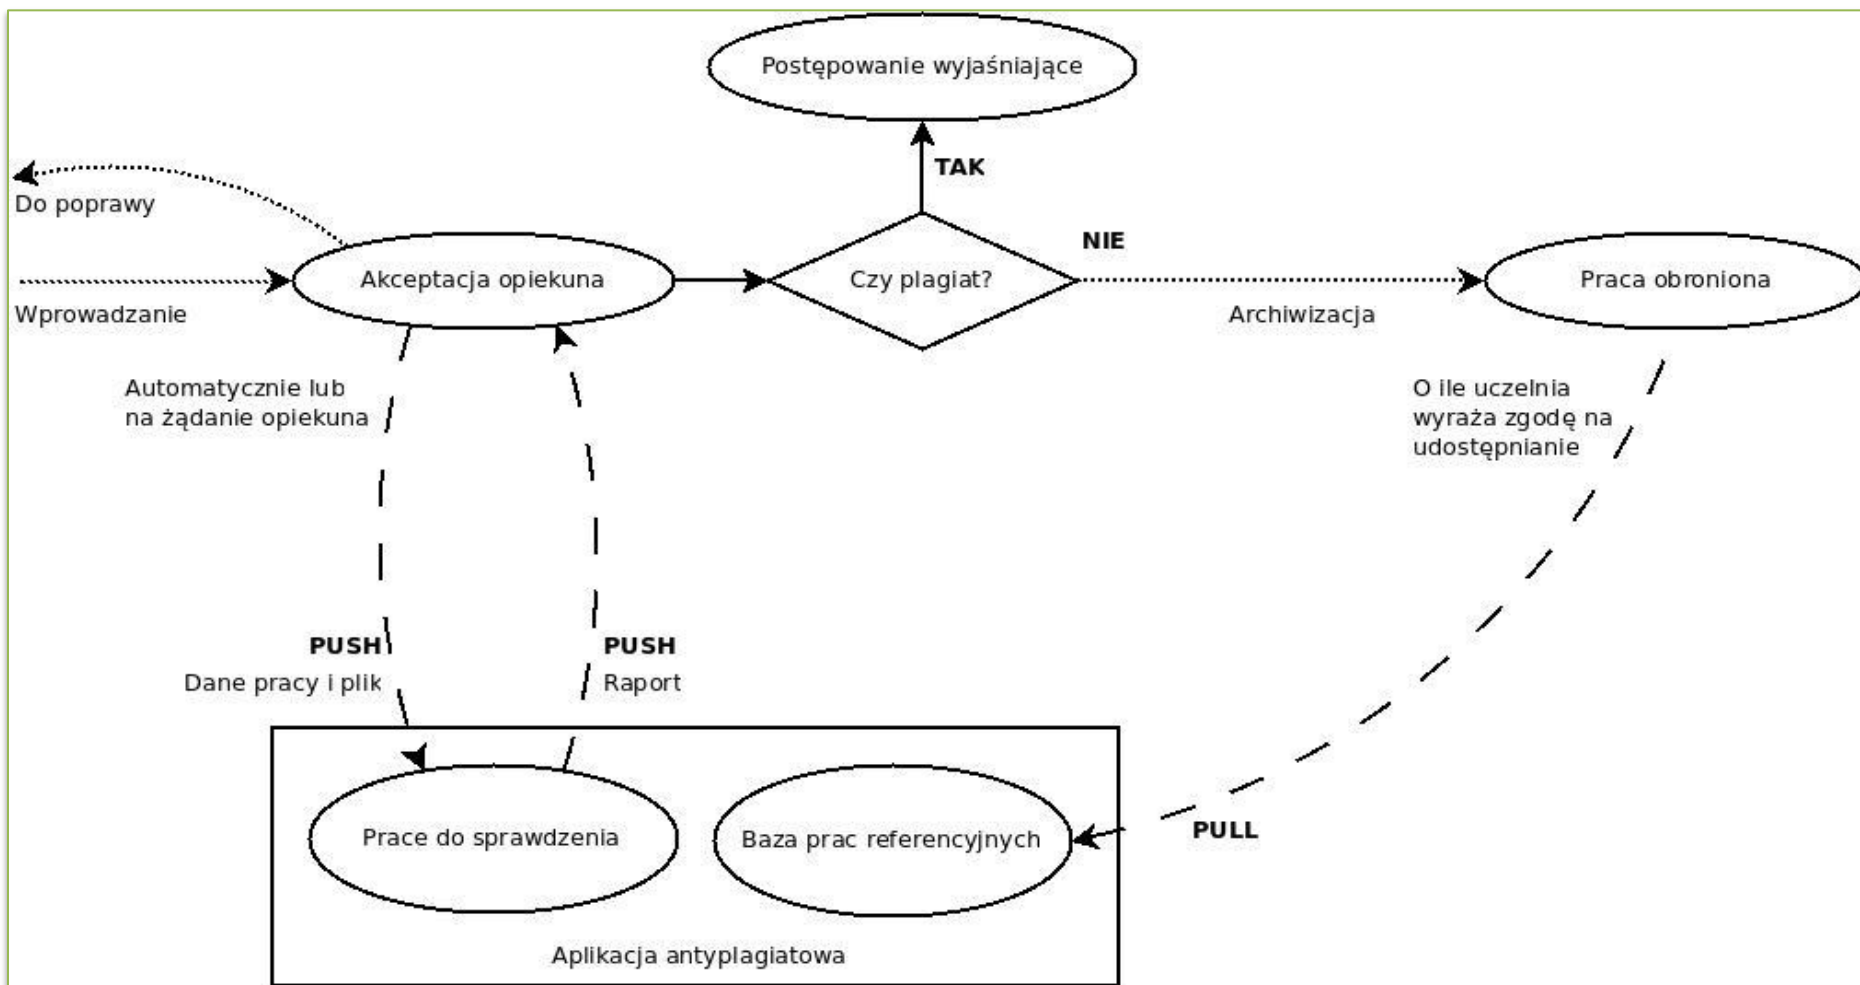 Postępowanie wyjaśniające
TAK
Do poprawy
NIE
Akceptacja opiekuna
Czy plagiat?
Praca obroniona
Wprowadzanie
Archiwizacja
Automatycznie lub
na żądanie opiekuna
O ile uczelnia
wyraża zgodę na
udostępnianie
PUSH
Dane pracy i plik
PUSH
Raport
PULL
Prace do sprawdzenia
Baza prac referencyjnych
Aplikacja antyplagiatowa